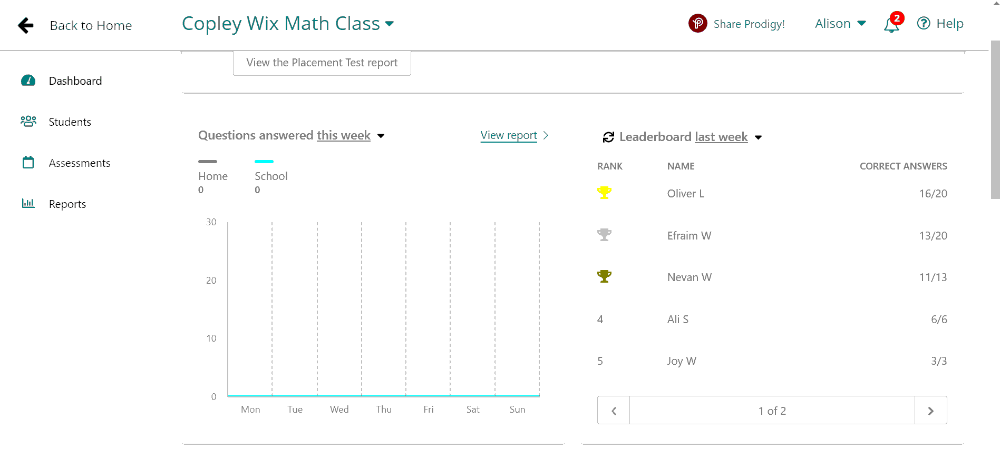 Back to Home
Copley Wix Math Class
Share Prodigy!
Alison
2
Help
Dashboard
Students
Assessments
Reports
View the Placement Test report
Questions answered this week
View report
Home
0
School
0
30
20
10
0
Mon Tue Wed Thu Fri Sat Sun
Leaderboard last week
RANK NAME CORRECT ANSWERS
Oliver L 16/20
Efraim W 13/20
Nevan W 11/13
4 Ali S 6/6
5 Joy W 3/3
1 of 2